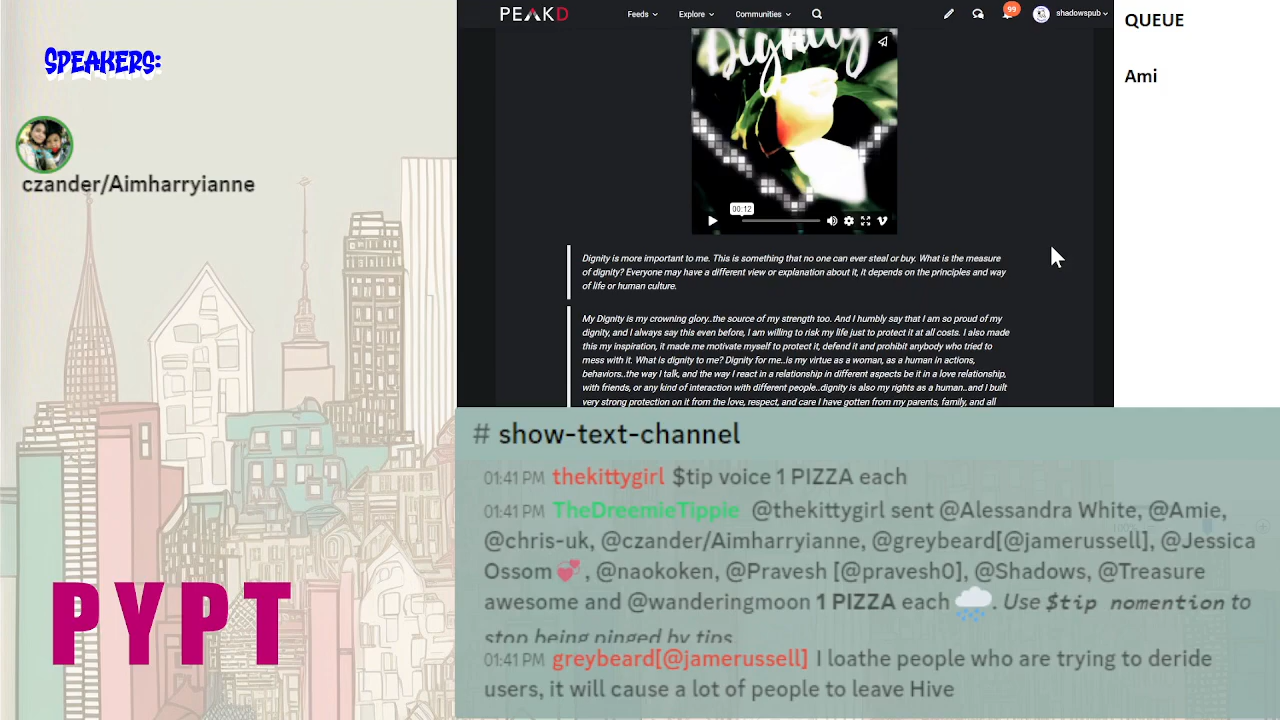 SPEAKERS:
czander/Aimharryianne
PYPT
PEAKD
Feeds
Explore
Communities
99
shadowspub
Dignity
00:12
Dignity is more important to me. This is something that no one can ever steal or buy. What is the measure
of dignity? Everyone may have a different view or explanation about it, it depends on the principles and way
of life or human culture.
My Dignity is my crowning glory..the source of my strength too. And I humbly say that I am so proud of my
dignity, and I always say this even before, I am willing to risk my life just to protect it at all costs. I also made
this my inspiration, it made me motivate myself to protect it, defend it and prohibit anybody who tried to
mess with it. What is dignity to me? Dignity for me..is my virtue as a woman, as a human in actions,
behaviors..the way I talk, and the way I react in a relationship in different aspects be it in a love relationship,
with friends, or any kind of interaction with different people..dignity is also my rights as a human..and I built
very strong protection on it from the love, respect, and care I have gotten from my parents, family, and all
QUEUE
Ami
# show-text-channel
01:41 PM thekittygirl $tip voice 1 PIZZA each
01:41 PM TheDreemieTipple @thekittygirl sent @Alessandra White, @Amie,
@chris-uk, @czander/Aimharryianne, @greybeard[@jamerussell], @Jessica
Ossom 💞, @naokoken, @Pravesh [@pravesh0], @Shadows, @Treasure
awesome and @wanderingmoon 1 PIZZA each 🌧️. Use $tip nomention to
stop being pinged by tips.
01:41 PM greybeard[@jamerussell] I loathe people who are trying to deride
users, it will cause a lot of people to leave Hive